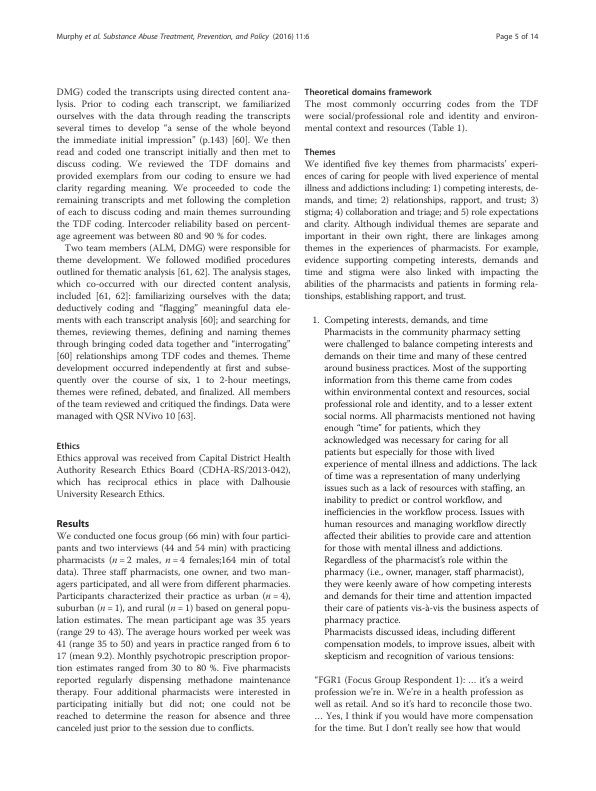 Murphy et al. Substance Abuse Treatment, Prevention, and Policy (2016) 11:6
Page 5 of 14
DMG) coded the transcripts using directed content ana-
lysis. Prior to coding each transcript, we familiarized
ourselves with the data through reading the transcripts
several times to develop “a sense of the whole beyond
the immediate initial impression” (p.143) [60]. We then
read and coded one transcript initially and then met to
discuss coding. We reviewed the TDF domains and
provided exemplars from our coding to ensure we had
clarity regarding meaning. We proceeded to code the
remaining transcripts and met following the completion
of each to discuss coding and main themes surrounding
the TDF coding. Intercoder reliability based on percent-
age agreement was between 80 and 90 % for codes.
Two team members (ALM, DMG) were responsible for
theme development. We followed modified procedures
outlined for thematic analysis [61, 62]. The analysis stages,
which co-occurred with our directed content analysis,
included [61, 62]: familiarizing ourselves with the data;
deductively coding and “flagging” meaningful data ele-
ments with each transcript analysis [60]; and searching for
themes, reviewing themes, defining and naming themes
through bringing coded data together and “interrogating”
[60] relationships among TDF codes and themes. Theme
development occurred independently at first and subse-
quently over the course of six, 1 to 2-hour meetings,
themes were refined, debated, and finalized. All members
of the team reviewed and critiqued the findings. Data were
managed with QSR NVivo 10 [63].
Ethics
Ethics approval was received from Capital District Health
Authority Research Ethics Board (CDHA-RS/2013-042),
which has reciprocal ethics in place with Dalhousie
University Research Ethics.
Results
We conducted one focus group (66 min) with four partici-
pants and two interviews (44 and 54 min) with practicing
pharmacists (n = 2 males, n = 4 females;164 min of total
data). Three staff pharmacists, one owner, and two man-
agers participated, and all were from different pharmacies.
Participants characterized their practice as urban (n = 4),
suburban (n = 1), and rural (n = 1) based on general popu-
lation estimates. The mean participant age was 35 years
(range 29 to 43). The average hours worked per week was
41 (range 35 to 50) and years in practice ranged from 6 to
17 (mean 9.2). Monthly psychotropic prescription propor-
tion estimates ranged from 30 to 80 %. Five pharmacists
reported regularly dispensing methadone maintenance
therapy. Four additional pharmacists were interested in
participating initially but did not; one could not be
reached to determine the reason for absence and three
canceled just prior to the session due to conflicts.
Theoretical domains framework
The most commonly occurring codes from the TDF
were social/professional role and identity and environ-
mental context and resources (Table 1).
Themes
We identified five key themes from pharmacists’ experi-
ences of caring for people with lived experience of mental
illness and addictions including: 1) competing interests, de-
mands, and time; 2) relationships, rapport, and trust; 3)
stigma; 4) collaboration and triage; and 5) role expectations
and clarity. Although individual themes are separate and
important in their own right, there are linkages among
themes in the experiences of pharmacists. For example,
evidence supporting competing interests, demands and
time and stigma were also linked with impacting the
abilities of the pharmacists and patients in forming rela-
tionships, establishing rapport, and trust.
1. Competing interests, demands, and time
Pharmacists in the community pharmacy setting
were challenged to balance competing interests and
demands on their time and many of these centred
around business practices. Most of the supporting
information from this theme came from codes
within environmental context and resources, social
professional role and identity, and to a lesser extent
social norms. All pharmacists mentioned not having
enough “time” for patients, which they
acknowledged was necessary for caring for all
patients but especially for those with lived
experience of mental illness and addictions. The lack
of time was a representation of many underlying
issues such as a lack of resources with staffing, an
inability to predict or control workflow, and
inefficiencies in the workflow process. Issues with
human resources and managing workflow directly
affected their abilities to provide care and attention
for those with mental illness and addictions.
Regardless of the pharmacist’s role within the
pharmacy (i.e., owner, manager, staff pharmacist),
they were keenly aware of how competing interests
and demands for their time and attention impacted
their care of patients vis-à-vis the business aspects of
pharmacy practice.
Pharmacists discussed ideas, including different
compensation models, to improve issues, albeit with
skepticism and recognition of various tensions:
“FGR1 (Focus Group Respondent 1): … it’s a weird
profession we’re in. We’re in a health profession as
well as retail. And so it’s hard to reconcile those two.
… Yes, I think if you would have more compensation
for the time. But I don’t really see how that would